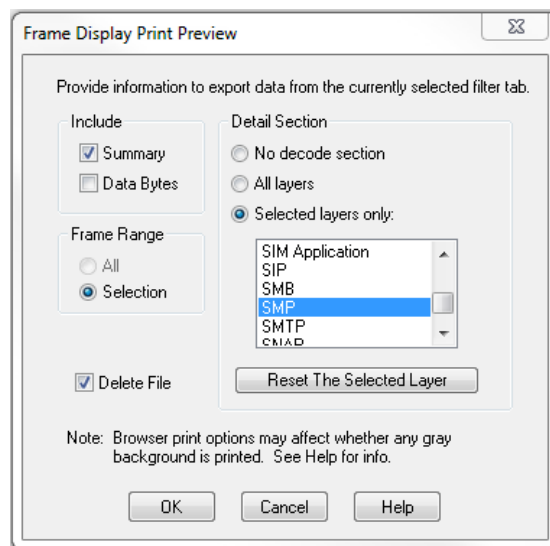 Frame Display Print Preview
Provide information to export data from the currently selected filter tab.
Include
Summary
Data Bytes
Frame Range
All
Selection
Delete File
Detail Section
No decode section
All layers
Selected layers only:
SIM Application
SIP
SMB
SMP
SMTP
SNAP
Reset The Selected Layer
Note: Browser print options may affect whether any gray
background is printed. See Help for info.
OK
Cancel
Help